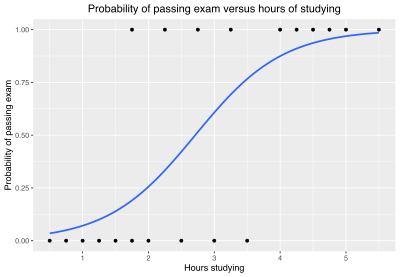 Probability of passing exam versus hours of studying
1.00
0.75
0.50
0.25
0.00
Probability of passing exam
1 2 3 4 5
Hours studying